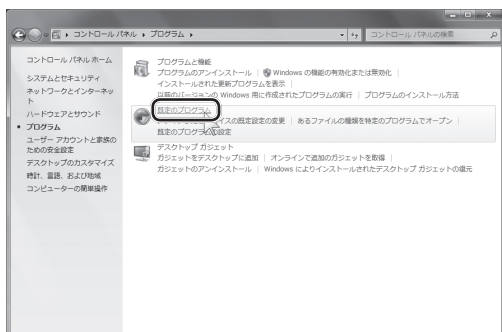 コントロール パネル ▸ プログラム ▸
コントロール パネルの検索
コントロール パネル ホーム
システムとセキュリティ
ネットワークとインターネッ
ト
ハードウェアとサウンド
プログラム
ユーザー アカウントと家族の
ための安全設定
デスクトップのカスタマイズ
時計、言語、および地域
コンピューターの簡単操作
プログラムと機能
プログラムのアンインストール | Windows の機能の有効化または無効化 |
インストールされた更新プログラムを表示 |
以前のバージョンの Windows 用に作成されたプログラムの実行 | プログラムのインストール方法
既定のプログラム
イスの既定設定の変更 | あるファイルの種類を特定のプログラムでオープン |
既定のプログラムの設定
デスクトップ ガジェット
ガジェットをデスクトップに追加 | オンラインで追加のガジェットを取得 |
ガジェットのアンインストール | Windows によりインストールされたデスクトップ ガジェットの復元